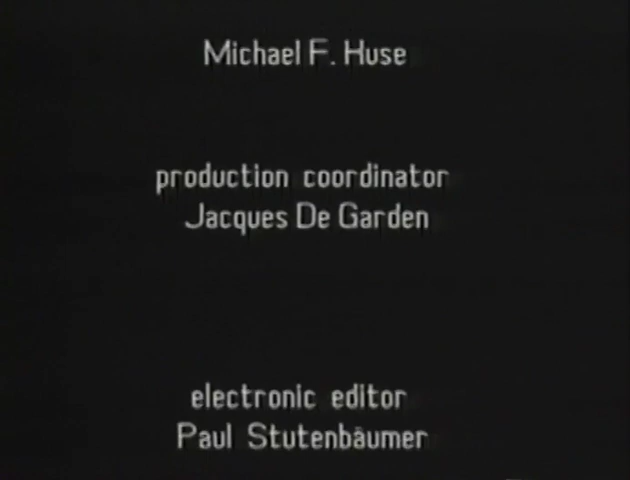 Michael F. Huse
production coordinator
Jacques De Garden
electronic editor
Paul Stutenbäumer